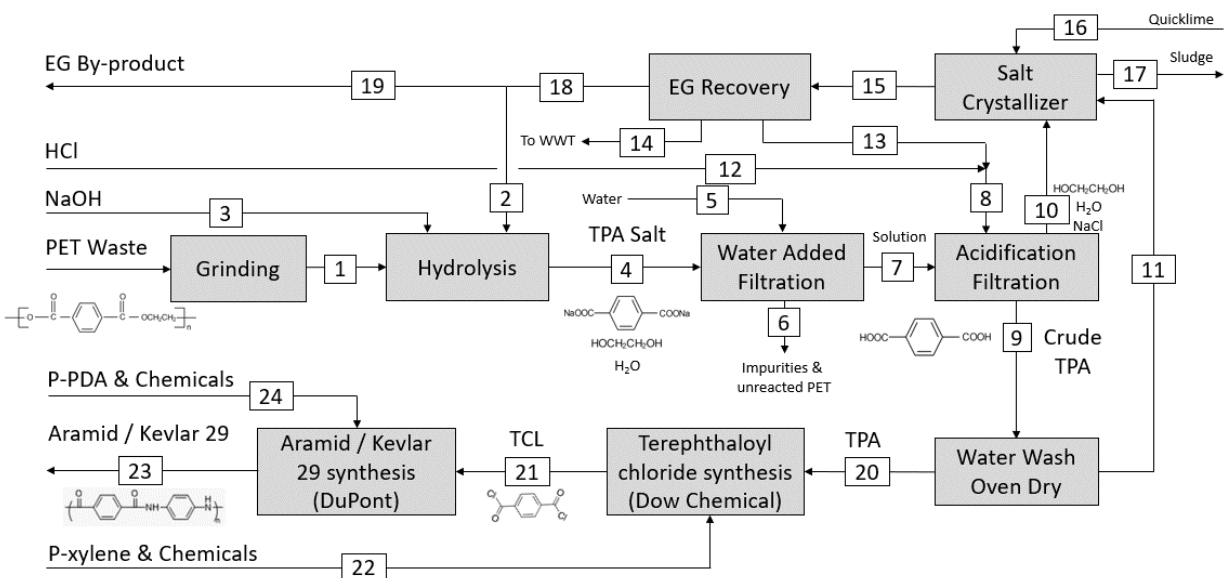 16
Quicklime
EG By-product
19
18
EG Recovery
15
Salt
Crystallizer
17
Sludge
To WWT
14
13
HCl
12
NaOH
3
2
Water
5
8
HOCH₂CH₂OH
10
H₂O
NaCl
PET Waste
Grinding
1
Hydrolysis
TPA Salt
4
Water Added
Filtration
Solution
7
Acidification
Filtration
11
O
C
O
C
O
OCH₂CH₂
n
NaOOC
COONa
HOCH₂CH₂OH
H₂O
6
Impurities &
unreacted PET
HOOC
COOH
9
Crude
TPA
P-PDA & Chemicals
24
Aramid / Kevlar 29
23
Aramid / Kevlar
29 synthesis
(DuPont)
TCL
21
Terephthaloyl
chloride synthesis
(Dow Chemical)
TPA
20
Water Wash
Oven Dry
O
O
NH
H
N
n
Cl
O
O
Cl
P-xylene & Chemicals
22